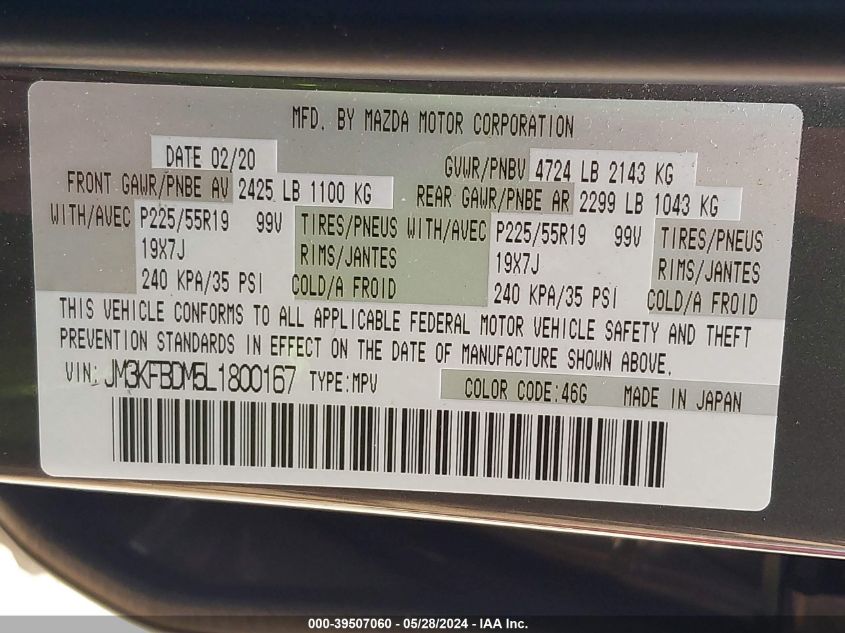 MFD. BY MAZDA MOTOR CORPORATION
DATE 02/20 GVWR/PNBV 4724 LB 2143 KG
FRONT GAWR/PNBE AV 2425 LB 1100 KG REAR GAWR/PNBE AR 2299 LB 1043 KG
WITH/AVEC P225/55R19 99V TIRES/PNEUS WITH/AVEC P225/55R19 99V TIRES/PNEUS
19X7J RIMS/JANTES 19X7J RIMS/JANTES
240 KPA/35 PSI COLD/A FROID 240 KPA/35 PSI COLD/A FROID
THIS VEHICLE CONFORMS TO ALL APPLICABLE FEDERAL MOTOR VEHICLE SAFETY AND THEFT
PREVENTION STANDARDS IN EFFECT ON THE DATE OF MANUFACTURE SHOWN ABOVE.
VIN: JM3KFBDM5L1800167 TYPE:MPV COLOR CODE:46G MADE IN JAPAN
000-39507060 - 05/28/2024 - IAA Inc.